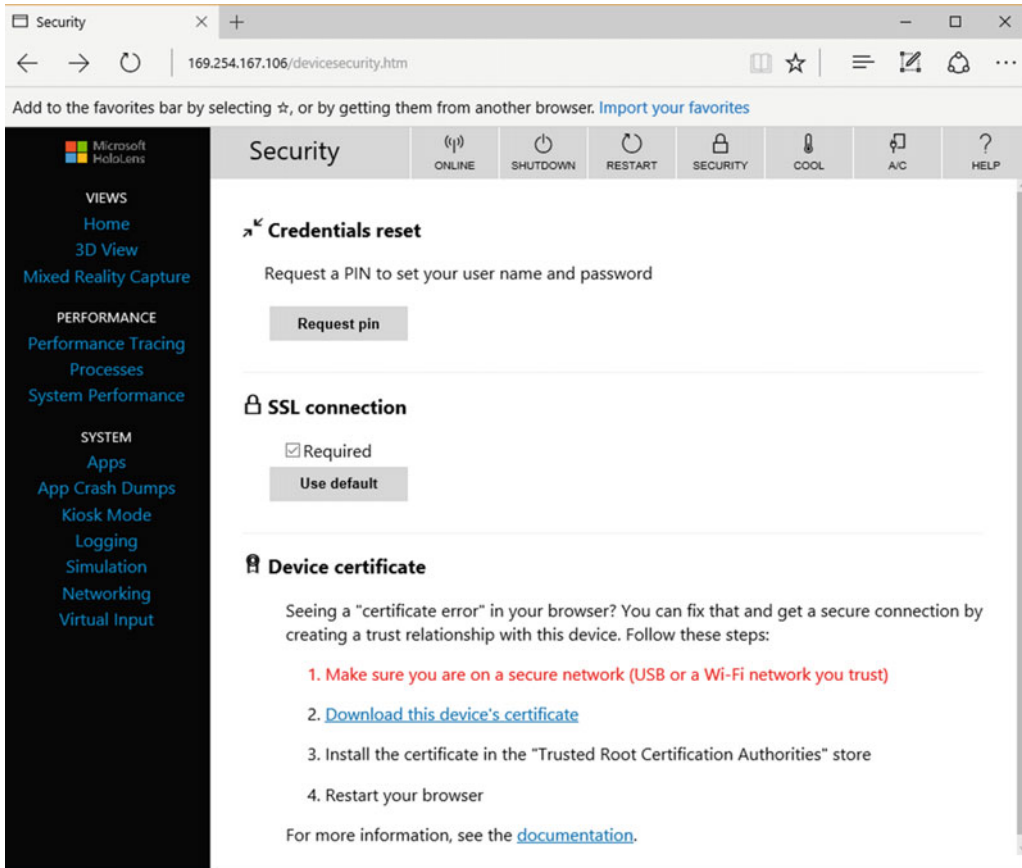 Security
169.254.167.106/devicesecurity.htm
Add to the favorites bar by selecting ☆, or by getting them from another browser. Import your favorites
Microsoft
HoloLens
VIEWS
Home
3D View
Mixed Reality Capture
PERFORMANCE
Performance Tracing
Processes
System Performance
SYSTEM
Apps
App Crash Dumps
Kiosk Mode
Logging
Simulation
Networking
Virtual Input
Security
ONLINE
SHUTDOWN
RESTART
SECURITY
COOL
A/C
HELP
Credentials reset
Request a PIN to set your user name and password
Request pin
SSL connection
Required
Use default
Device certificate
Seeing a "certificate error" in your browser? You can fix that and get a secure connection by
creating a trust relationship with this device. Follow these steps:
1. Make sure you are on a secure network (USB or a Wi-Fi network you trust)
2. Download this device's certificate
3. Install the certificate in the "Trusted Root Certification Authorities" store
4. Restart your browser
For more information, see the documentation.